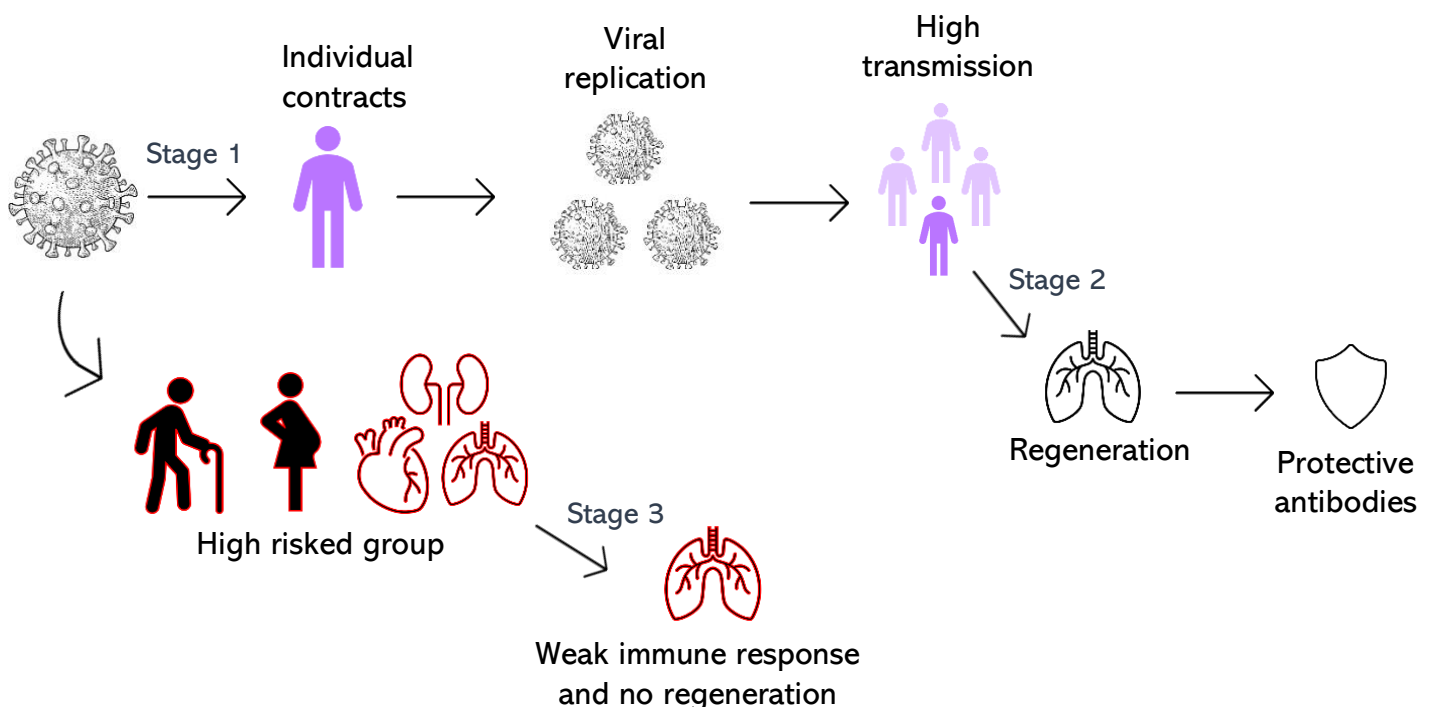 Stage 1
Individual
contracts
Viral
replication
High
transmission
Stage 2
Regeneration
Protective
antibodies
High risked group
Stage 3
Weak immune response
and no regeneration